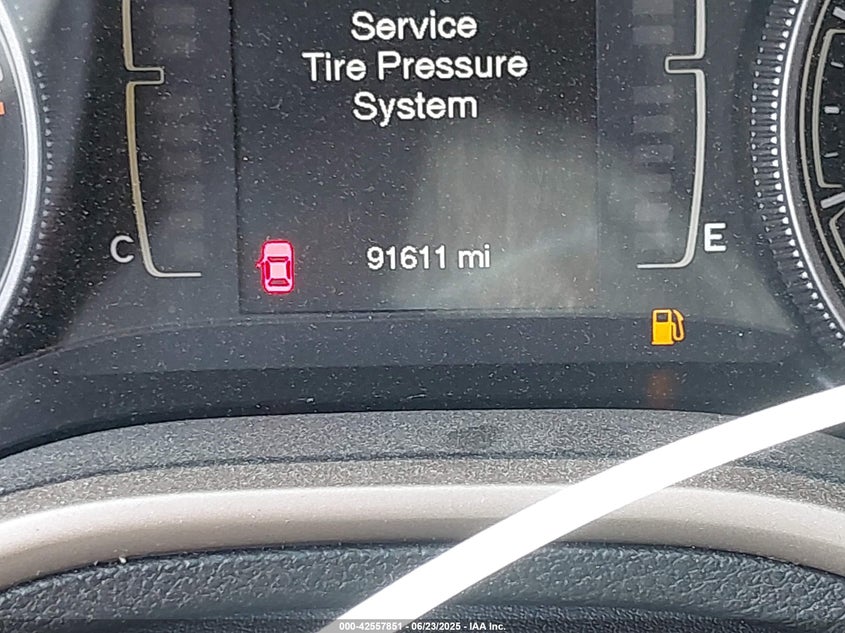 Service
Tire Pressure
System
C
91611 mi
E
000-42557851 - 06/23/2025 - IAA Inc.